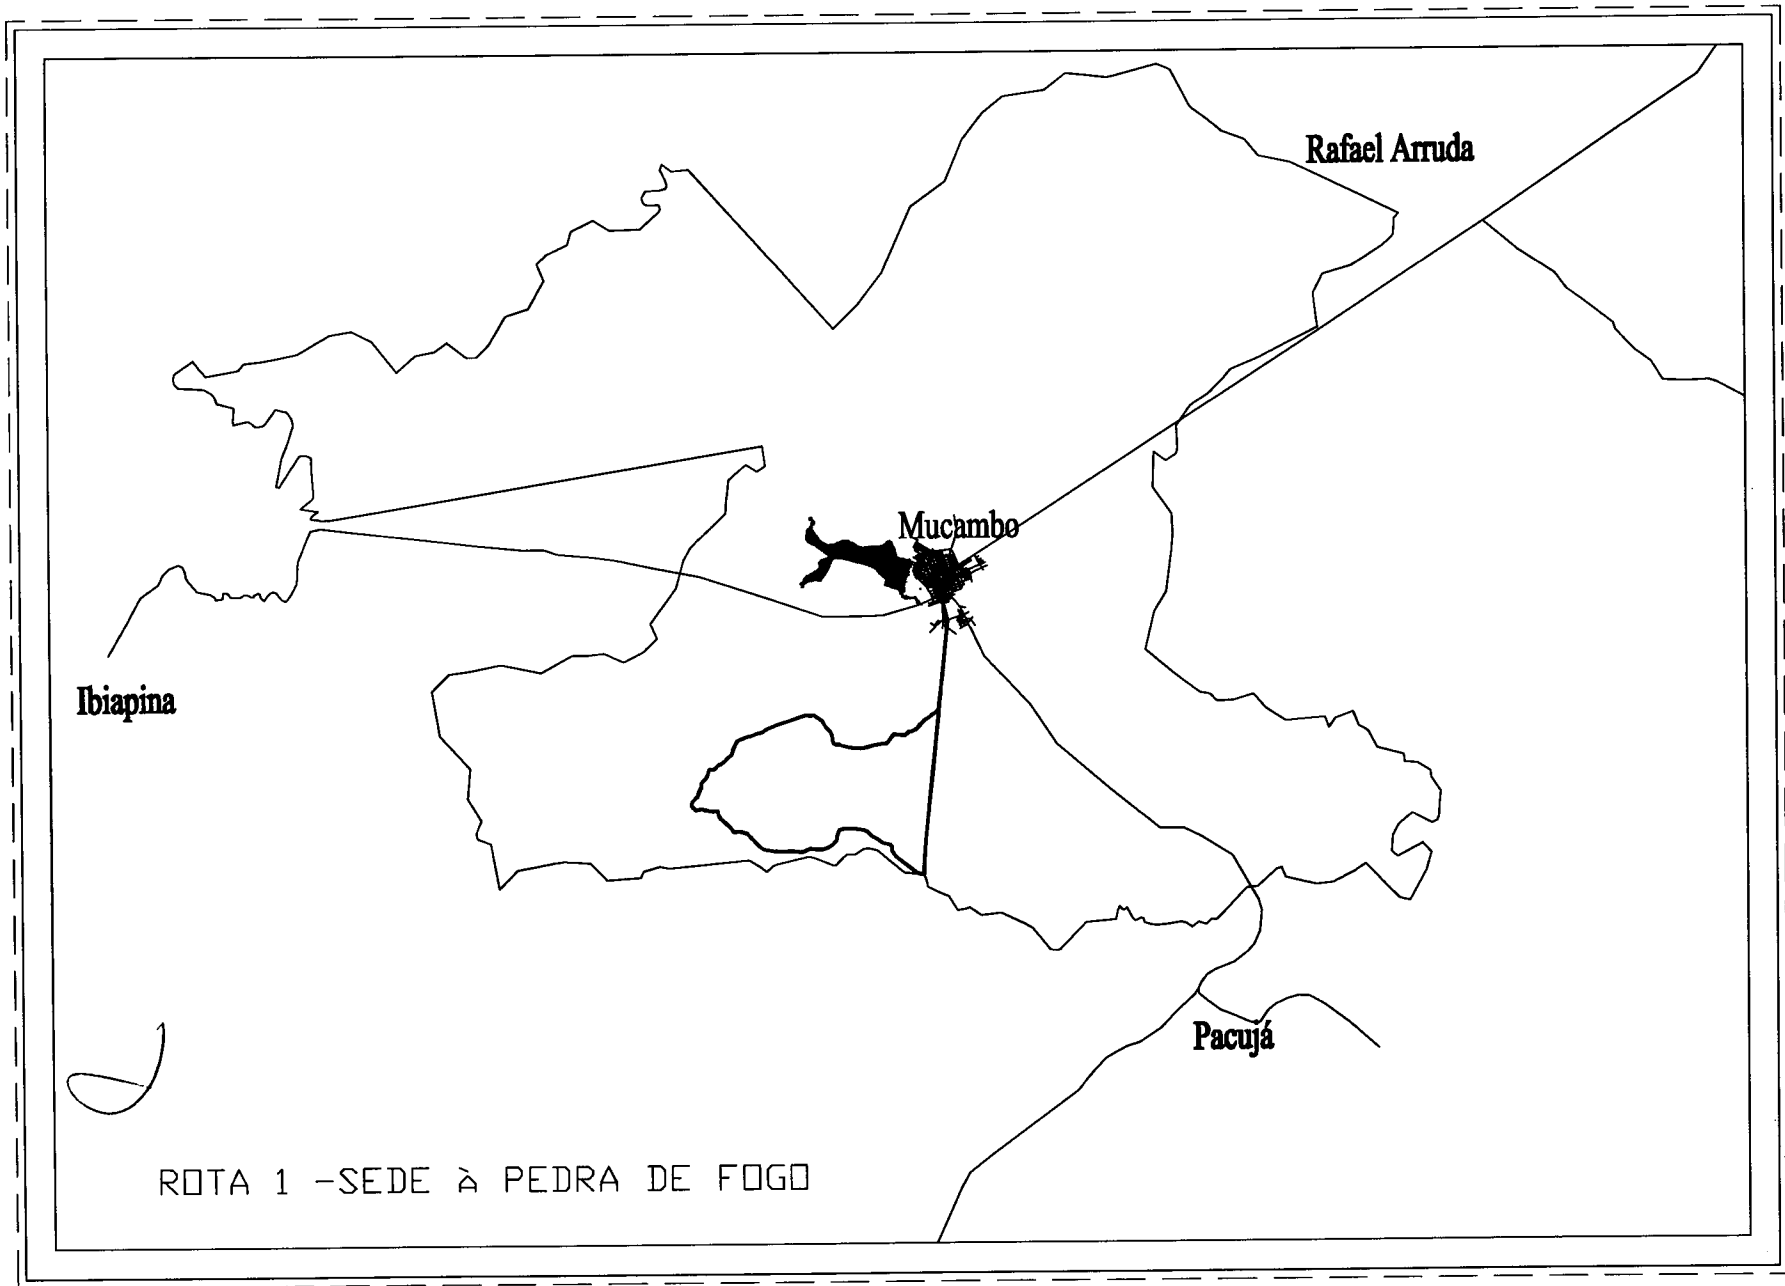 Rafael Arruda
Mucambo
Ibiapina
Pacujá
ROTA 1 -SEDE à PEDRA DE FOGO